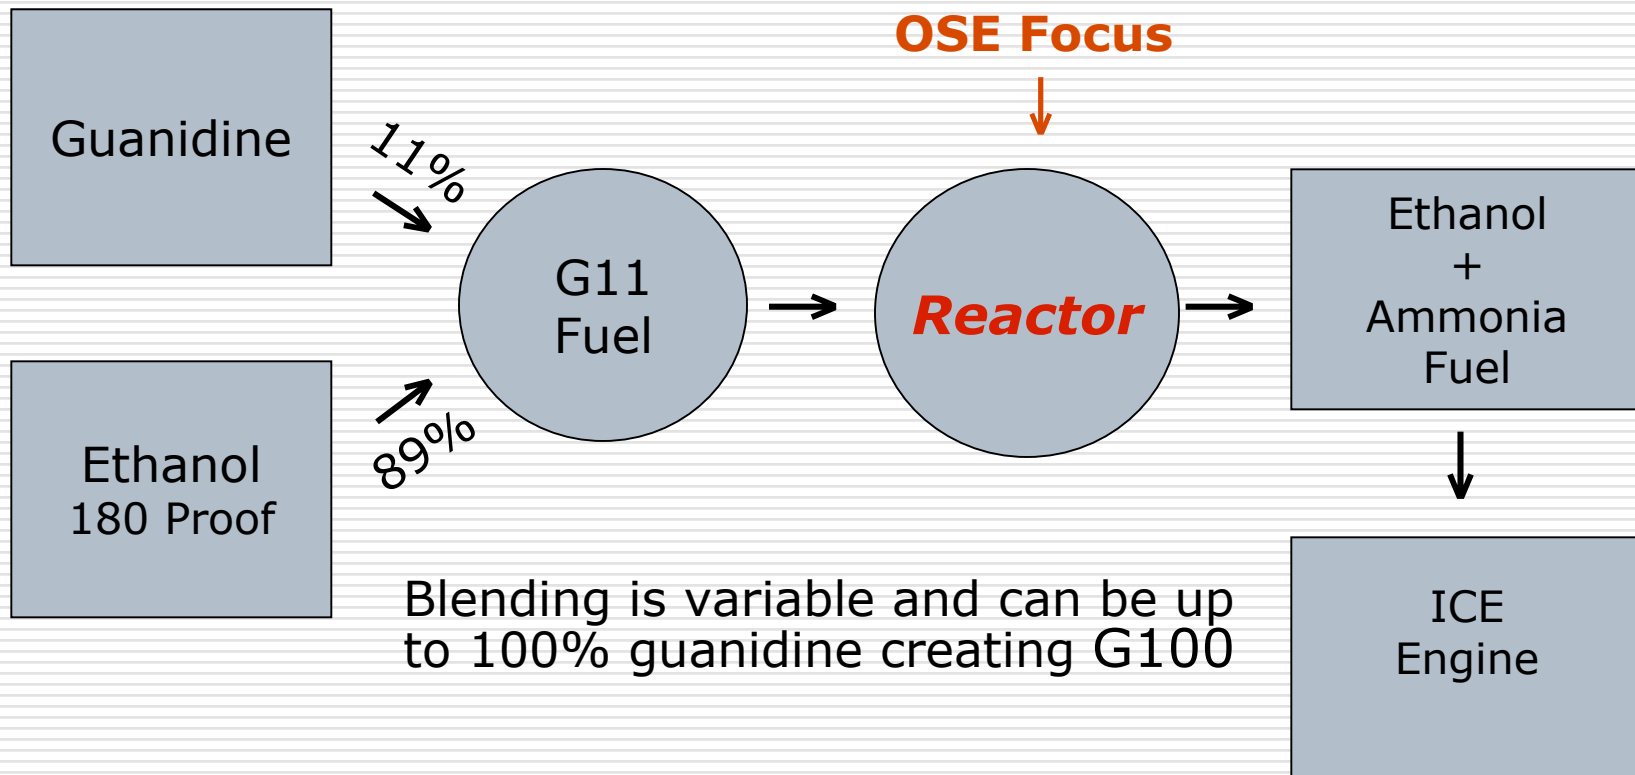 OSE Focus
Guanidine
11%
G11
Fuel
Reactor
Ethanol
+
Ammonia
Fuel
Ethanol
180 Proof
89%
Blending is variable and can be up
to 100% guanidine creating G100
ICE
Engine